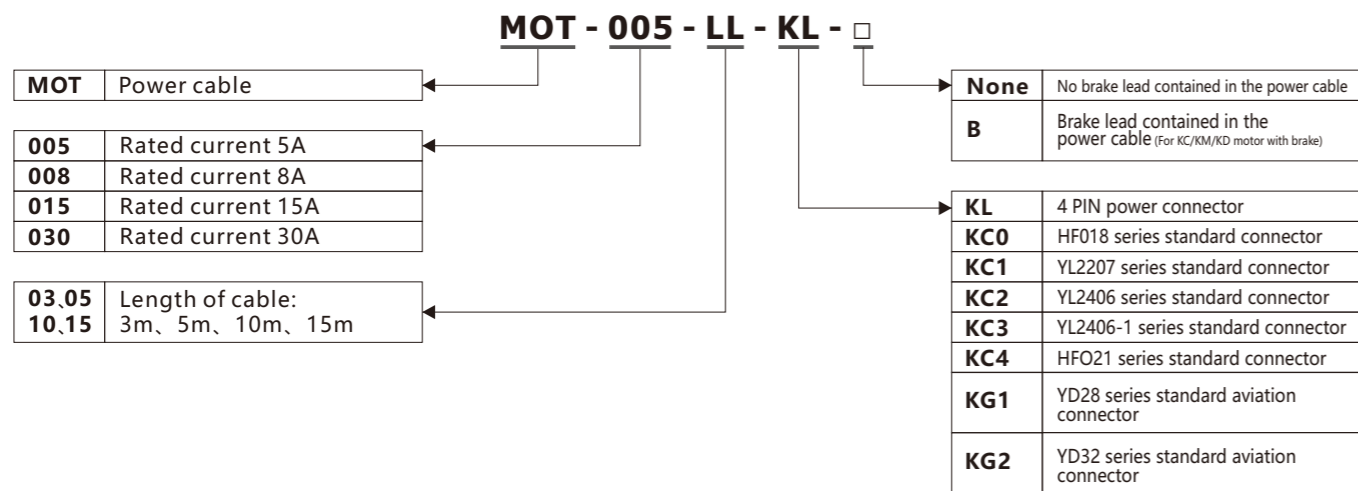 MOT - 005 - LL - KL - □
MOT Power cable
005 Rated current 5A
008 Rated current 8A
015 Rated current 15A
030 Rated current 30A
03、05 Length of cable:
10、15 3m、5m、10m、15m
None No brake lead contained in the power cable
B Brake lead contained in the
power cable (For KC/KM/KD motor with brake)
KL 4 PIN power connector
KC0 HF018 series standard connector
KC1 YL2207 series standard connector
KC2 YL2406 series standard connector
KC3 YL2406-1 series standard connector
KC4 HFO21 series standard connector
KG1 YD28 series standard aviation
connector
KG2 YD32 series standard aviation
connector